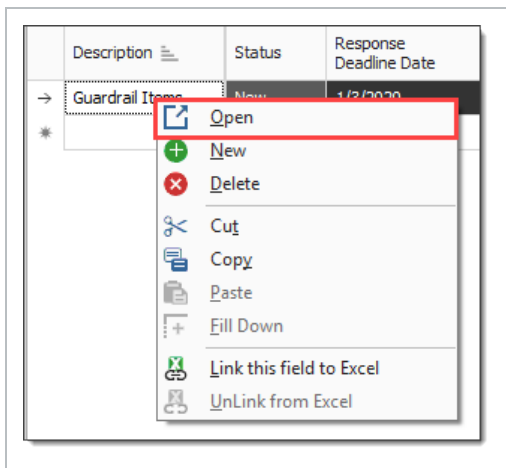 Description Status Response
Deadline Date
Guardrail Items New 1/3/2020
Open
New
Delete
Cut
Copy
Paste
Fill Down
Link this field to Excel
UnLink from Excel